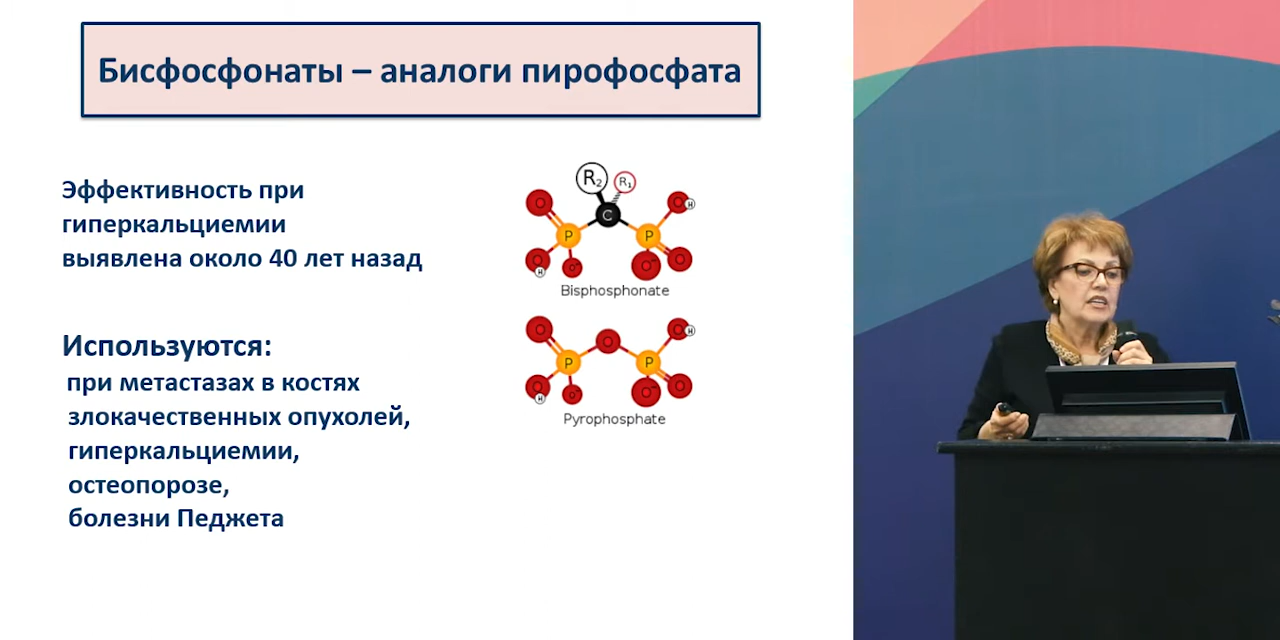 Бисфосфонаты – аналоги пирофосфата
Эффективность при
гиперкальциемии
выявлена около 40 лет назад
Используются:
при метастазах в костях
злокачественных опухолей,
гиперкальциемии,
остеопорозе,
болезни Педжета
R2 R1
O C O H
P P
O H O- O- O
Bisphosphonate
O O O H
P P
O H O- O- O
Pyrophosphate